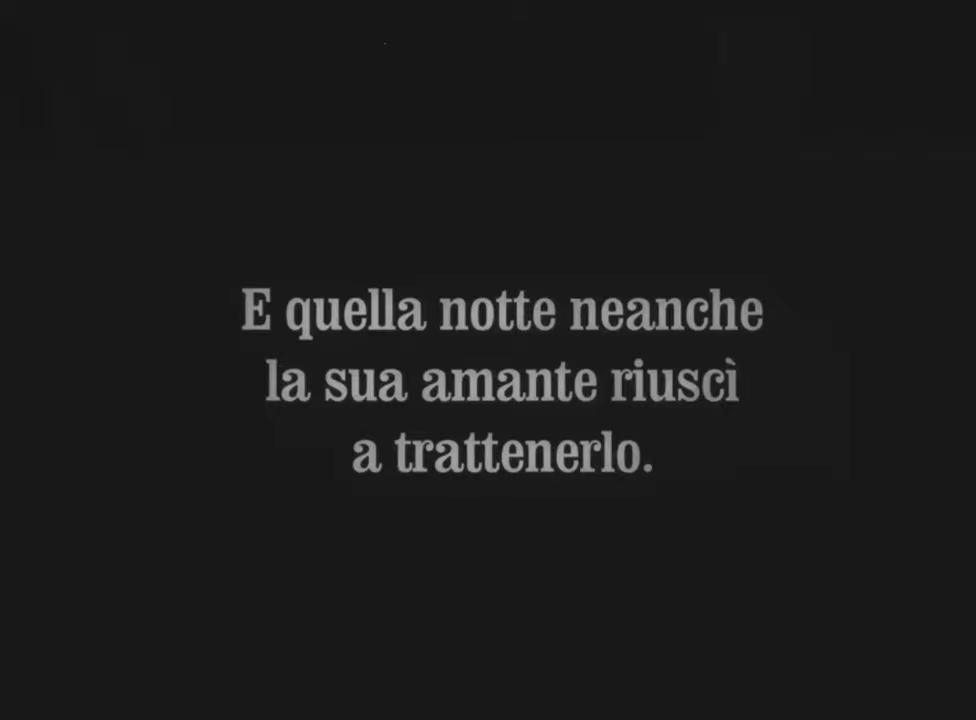 E quella notte neanche
la sua amante riuscì
a trattenerlo.